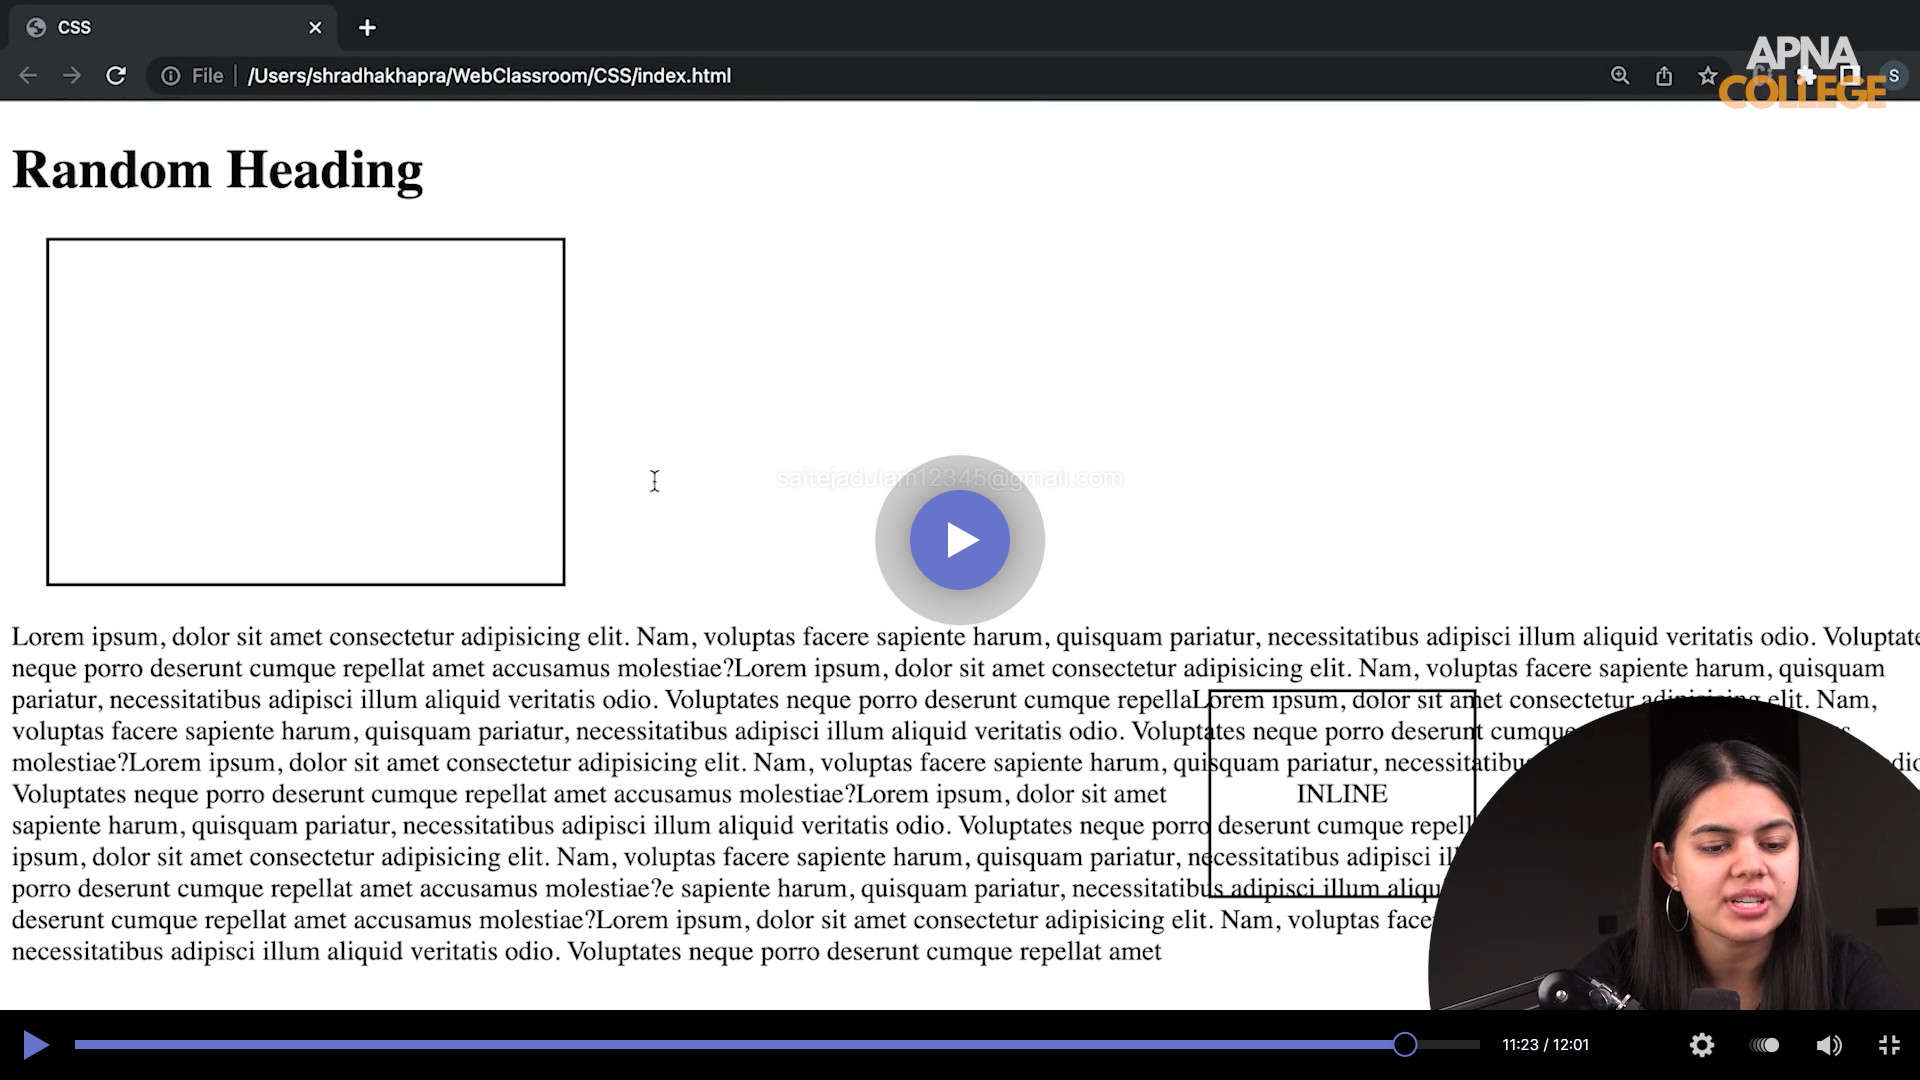 CSS
File /Users/shradhakhapra/WebClassroom/CSS/index.html
S
APNA
COLLEGE
Random Heading
saitejadulam12345@gmail.com
Lorem ipsum, dolor sit amet consectetur adipisicing elit. Nam, voluptas facere sapiente harum, quisquam pariatur, necessitatibus adipisci illum aliquid veritatis odio. Voluptate
neque porro deserunt cumque repellat amet accusamus molestiae?Lorem ipsum, dolor sit amet consectetur adipisicing elit. Nam, voluptas facere sapiente harum, quisquam
pariatur, necessitatibus adipisci illum aliquid veritatis odio. Voluptates neque porro deserunt cumque repellaLorem ipsum, dolor sit amet consectetur adipisicing elit. Nam,
voluptas facere sapiente harum, quisquam pariatur, necessitatibus adipisci illum aliquid veritatis odio. Voluptates neque porro deserunt cumque
molestiae?Lorem ipsum, dolor sit amet consectetur adipisicing elit. Nam, voluptas facere sapiente harum, quisquam pariatur, necessitatibus
Voluptates neque porro deserunt cumque repellat amet accusamus molestiae?Lorem ipsum, dolor sit amet INLINE
sapiente harum, quisquam pariatur, necessitatibus adipisci illum aliquid veritatis odio. Voluptates neque porro deserunt cumque repell
ipsum, dolor sit amet consectetur adipisicing elit. Nam, voluptas facere sapiente harum, quisquam pariatur, necessitatibus adipisci il
porro deserunt cumque repellat amet accusamus molestiae?e sapiente harum, quisquam pariatur, necessitatibus adipisci illum aliqu
deserunt cumque repellat amet accusamus molestiae?Lorem ipsum, dolor sit amet consectetur adipisicing elit. Nam, voluptas face
necessitatibus adipisci illum aliquid veritatis odio. Voluptates neque porro deserunt cumque repellat amet
11:23 / 12:01